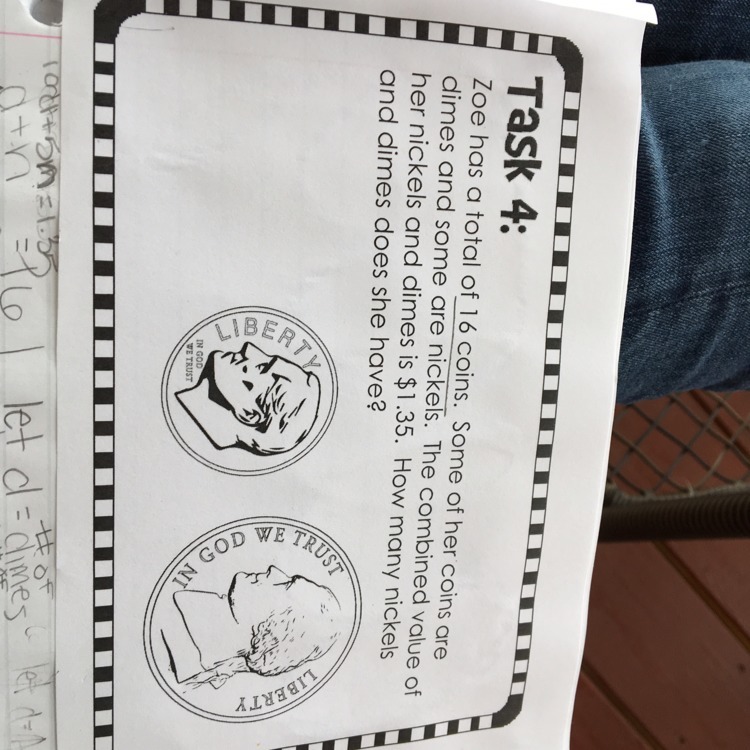 Task 4:
Zoe has a total of 16 coins. Some of her coins are
dimes and some are nickels. The combined value of
her nickels and dimes is $1.35. How many nickels
and dimes does she have?
LIBERTY
IN GOD
WE TRUST
IN GOD WE TRUST
LIBERTY
d+n = 16 let d = # of dimes let d=